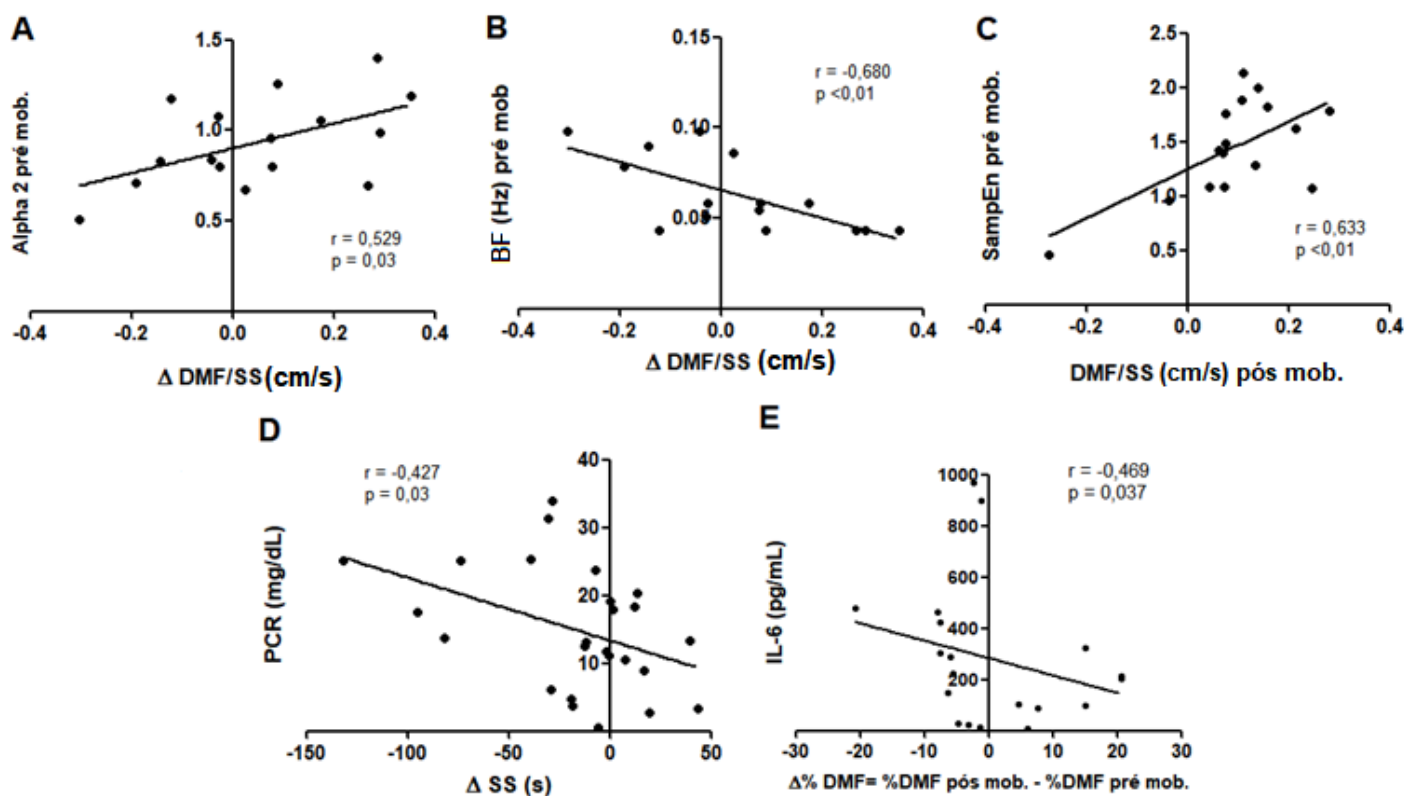 A
Alpha 2 pré mob.
1.5
1.0
0.5
r = 0,529
p = 0,03
-0.4
-0.2
0.0
0.2
0.4
Δ DMF/SS(cm/s)
B
BF (Hz) pré mob
0.15
0.10
0.05
r = -0,680
p <0,01
-0.4
-0.2
0.0
0.2
0.4
Δ DMF/SS (cm/s)
C
SampEn pré mob.
2.5
2.0
1.5
1.0
0.5
r = 0,633
p <0,01
-0.4
-0.2
0.0
0.2
0.4
DMF/SS (cm/s) pós mob.
D
PCR (mg/dL)
r = -0,427
p = 0,03
40
30
20
10
-150
-100
-50
0
50
Δ SS (s)
E
IL-6 (pg/mL)
1000
800
600
400
200
r = -0,469
p = 0,037
-30
-20
-10
0
10
20
30
Δ% DMF= %DMF pós mob. - %DMF pré mob.